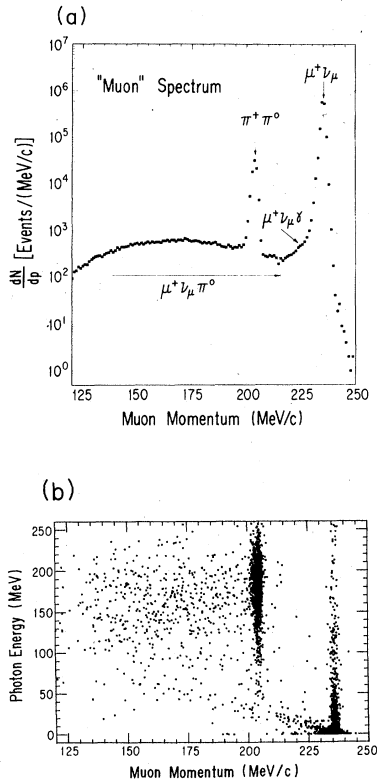 (a)
10⁷
10⁶
10⁵
10⁴
10³
10²
10¹
10⁰
dN/dp [Events/(MeV/c)]
"Muon" Spectrum
μ⁺ν_μ
π⁺π⁰
μ⁺ν_μγ
μ⁺ν_μπ⁰
125 150 175 200 225 250
Muon Momentum (MeV/c)
(b)
250
200
150
100
50
0
Photon Energy (MeV)
125 150 175 200 225 250
Muon Momentum (MeV/c)